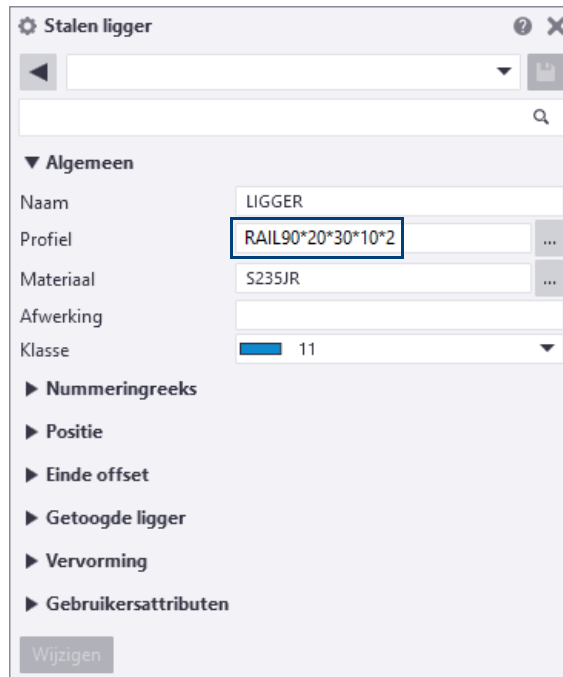 Stalen ligger
Algemeen
Naam LIGGER
Profiel RAIL90*20*30*10*2 ...
Materiaal S235JR ...
Afwerking
Klasse 11
Nummeringreeks
Positie
Einde offset
Getoogde ligger
Vervorming
Gebruikersattributen
Wijzigen